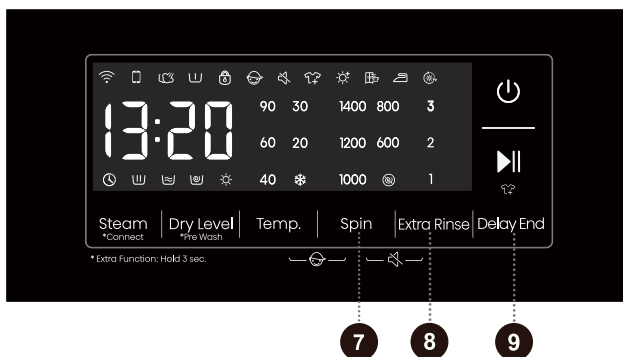 90 30 1400 800 3
13:20
60 20 1200 600 2
40 1000 1
Steam Dry Level Temp. Spin Extra Rinse Delay End
*Connect *Pre Wash
* Extra Function: Hold 3 sec.
7 8 9